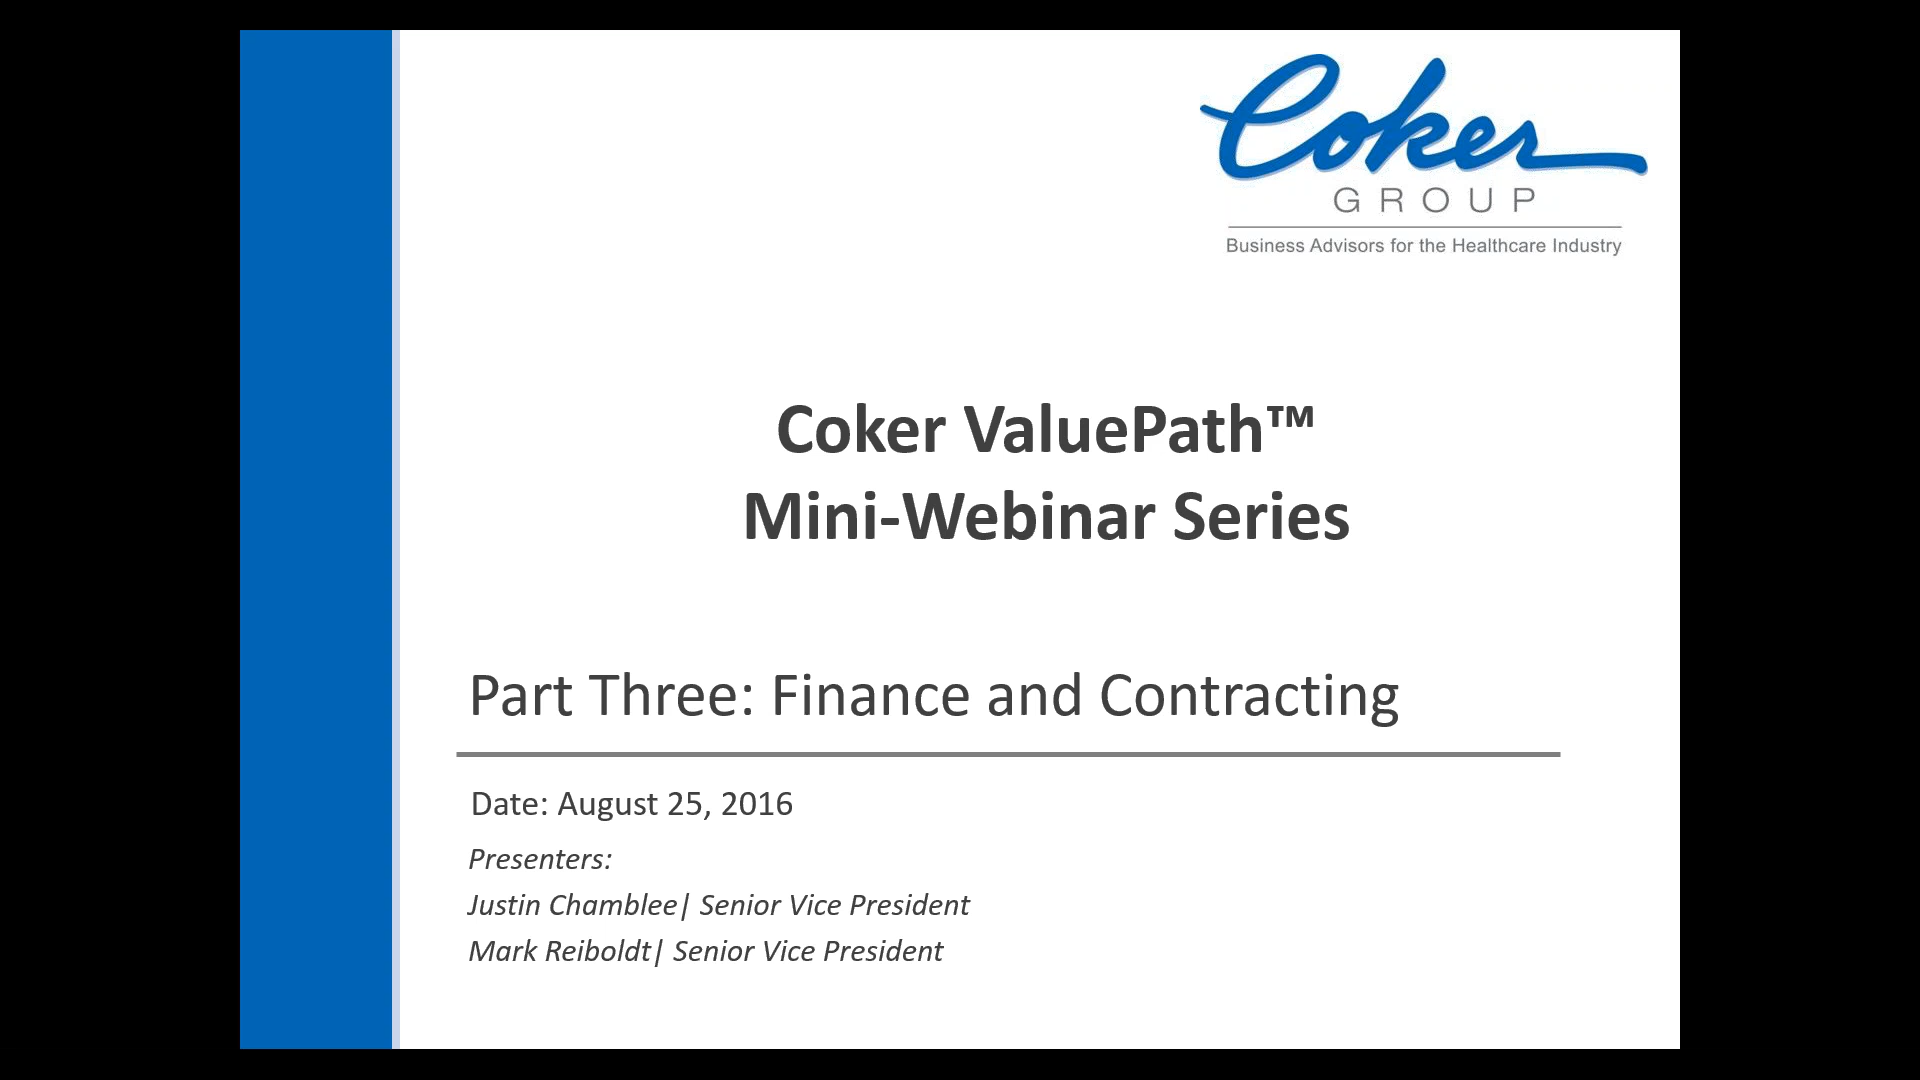 Coker
GROUP
Business Advisors for the Healthcare Industry
Coker ValuePath™
Mini-Webinar Series
Part Three: Finance and Contracting
Date: August 25, 2016
Presenters:
Justin Chamblee| Senior Vice President
Mark Reiboldt| Senior Vice President